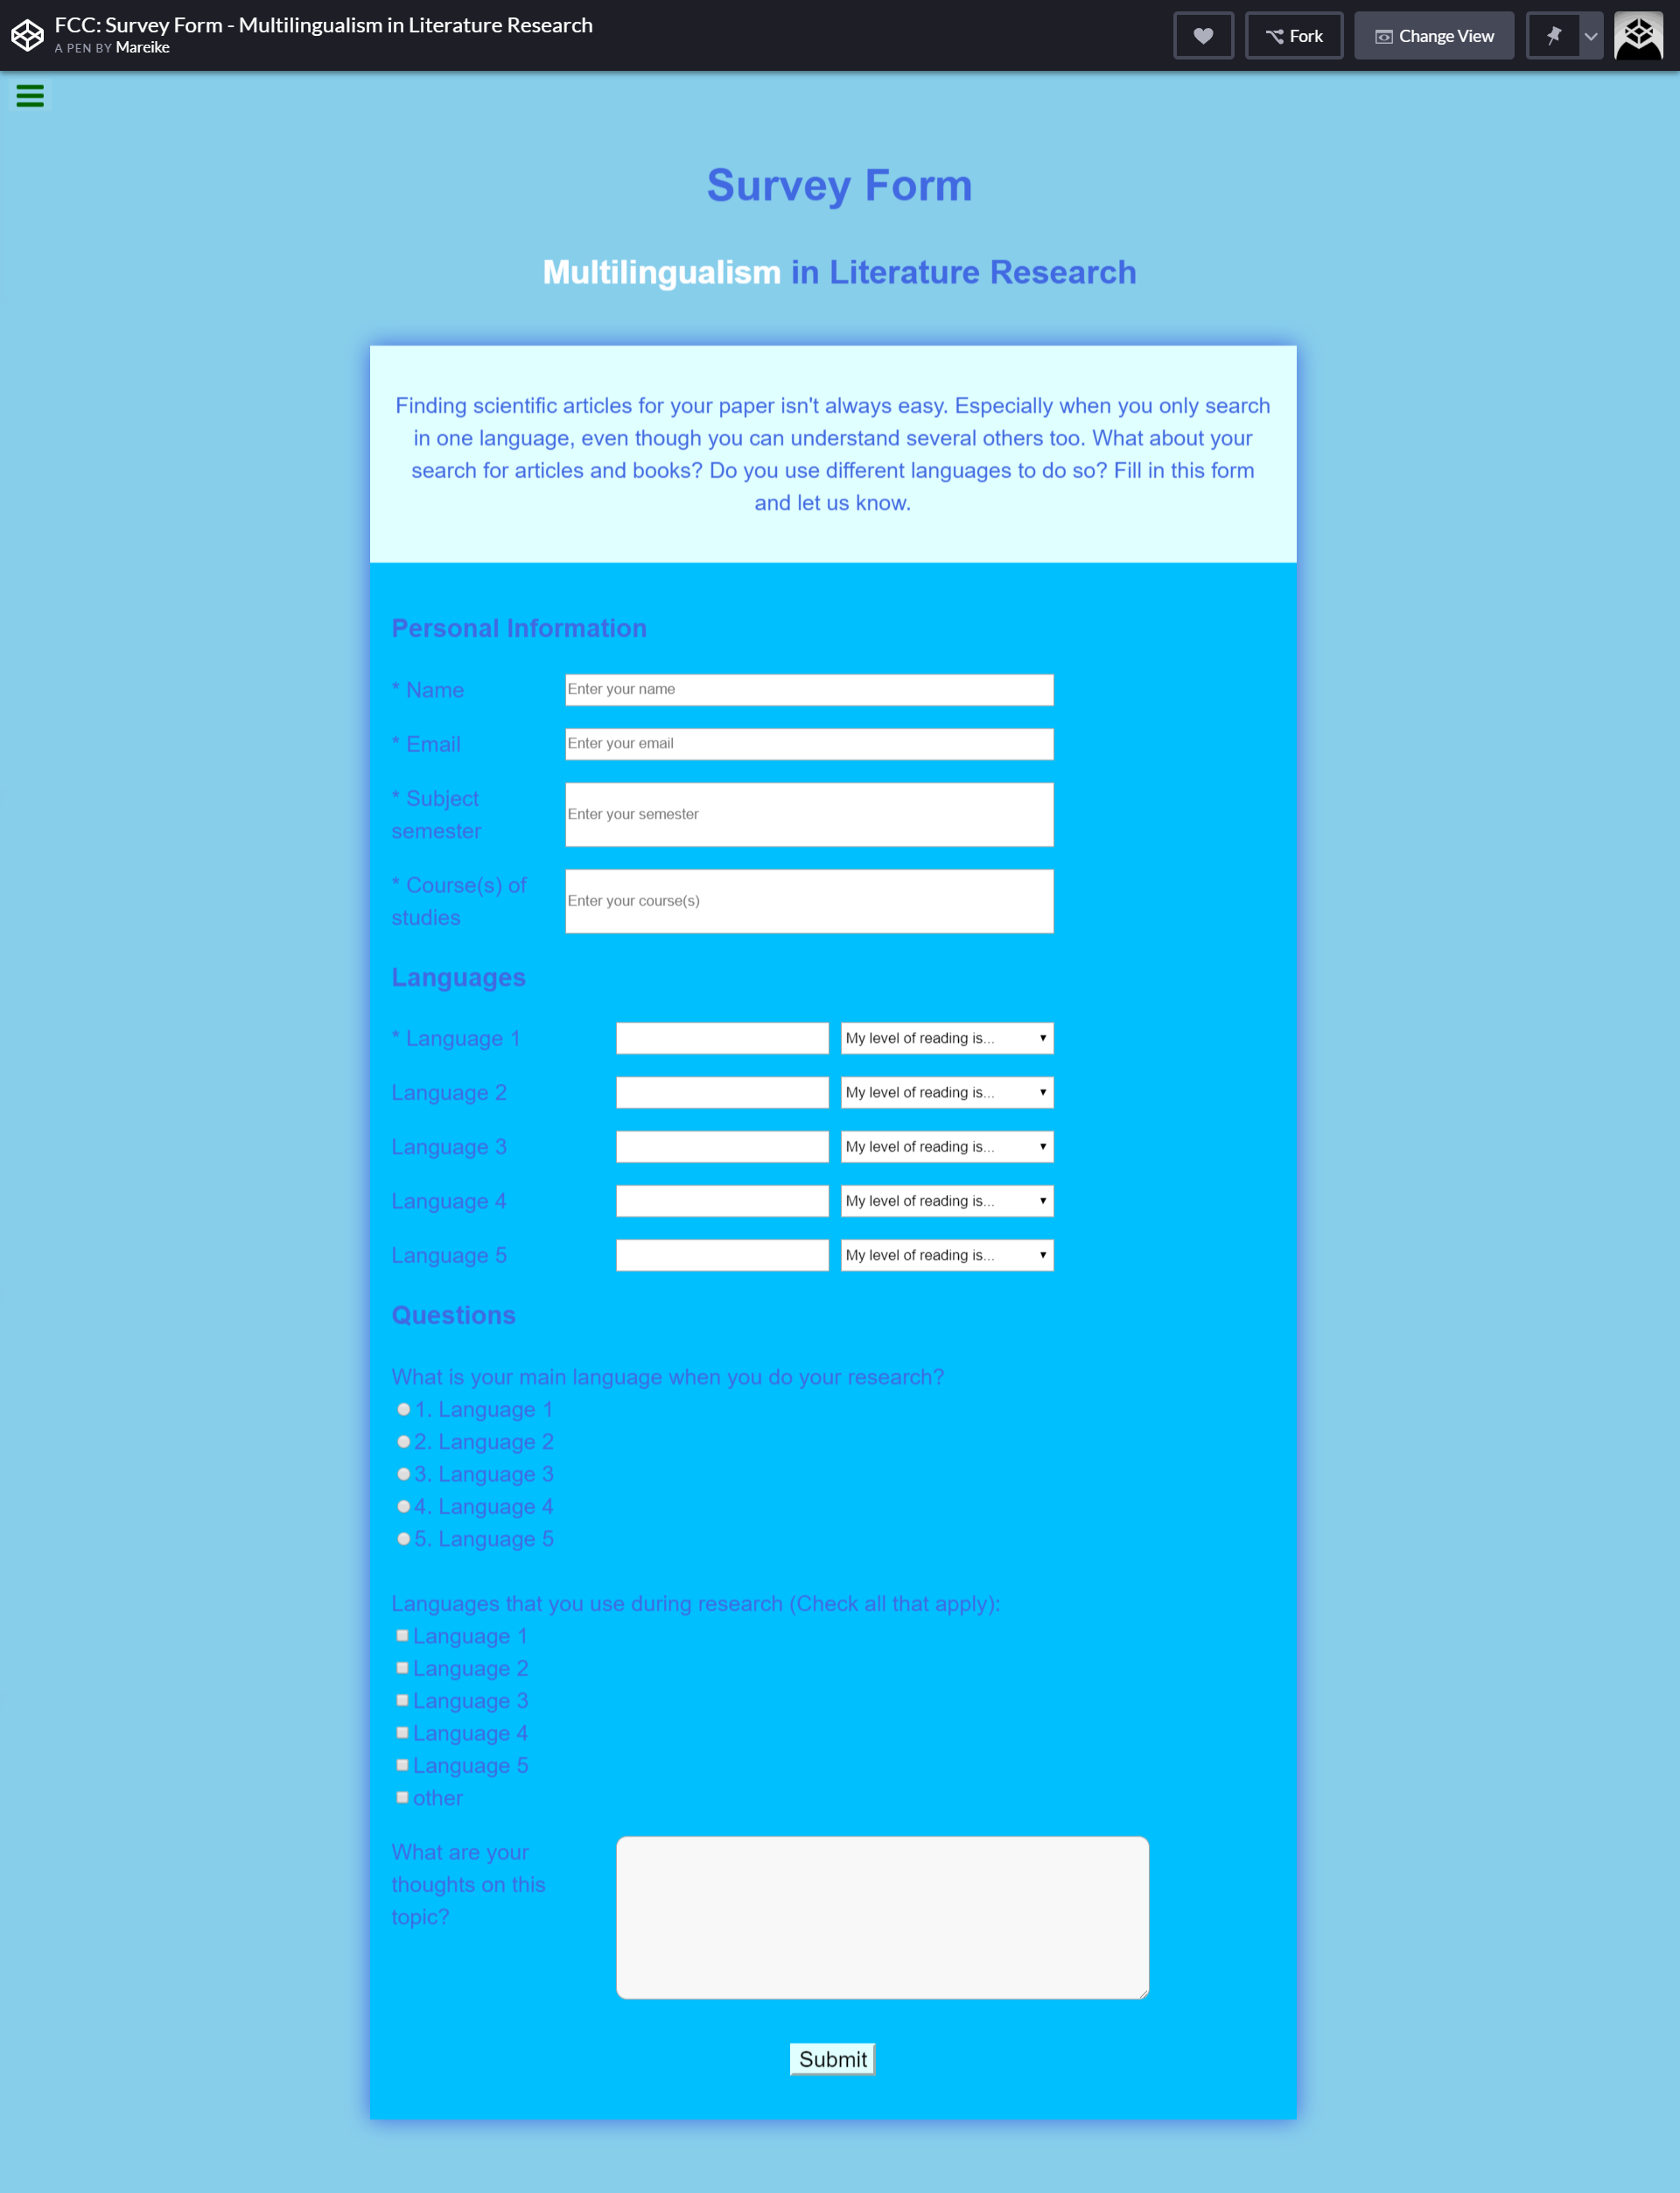 FCC: Survey Form - Multilingualism in Literature Research
A PEN BY Mareike
Fork
Change View
Survey Form
Multilingualism in Literature Research
Finding scientific articles for your paper isn't always easy. Especially when you only search
in one language, even though you can understand several others too. What about your
search for articles and books? Do you use different languages to do so? Fill in this form
and let us know.
Personal Information
* Name
Enter your name
* Email
Enter your email
* Subject
semester
Enter your semester
* Course(s) of
studies
Enter your course(s)
Languages
* Language 1
My level of reading is...
Language 2
My level of reading is...
Language 3
My level of reading is...
Language 4
My level of reading is...
Language 5
My level of reading is...
Questions
What is your main language when you do your research?
1. Language 1
2. Language 2
3. Language 3
4. Language 4
5. Language 5
Languages that you use during research (Check all that apply):
Language 1
Language 2
Language 3
Language 4
Language 5
other
What are your
thoughts on this
topic?
Submit